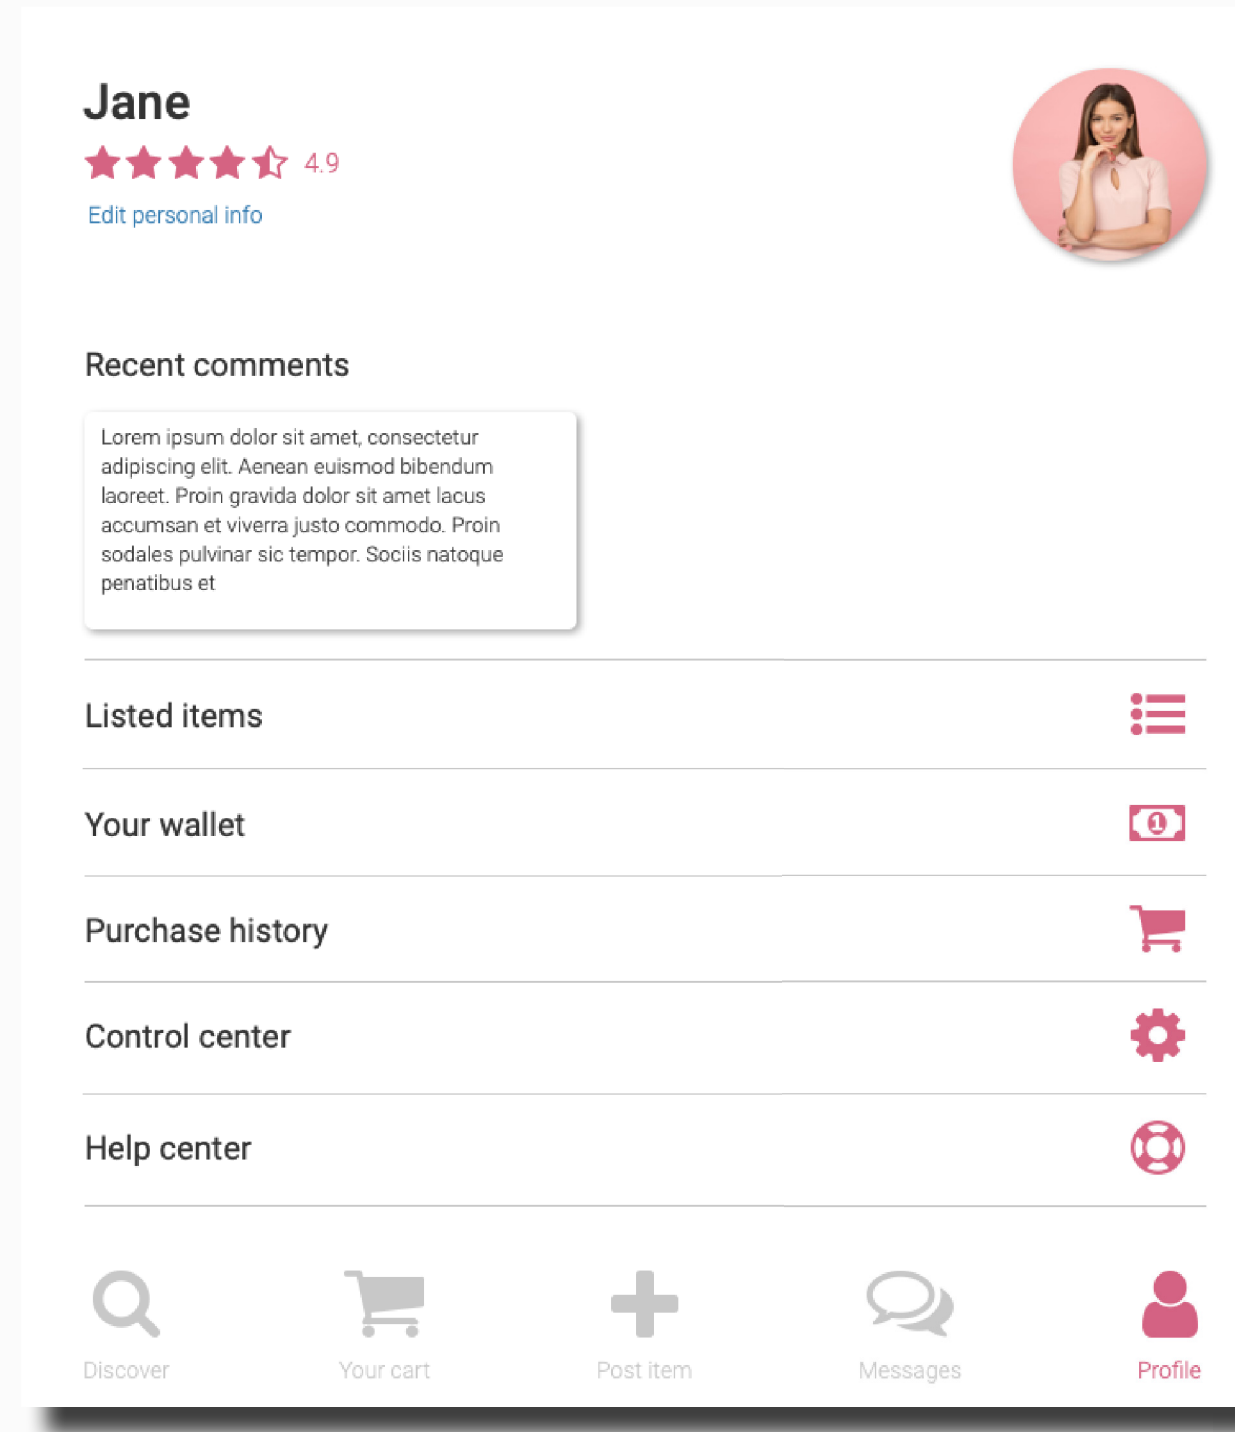 Jane
4.9
Edit personal info
Recent comments
Lorem ipsum dolor sit amet, consectetur
adipiscing elit. Aenean euismod bibendum
laoreet. Proin gravida dolor sit amet lacus
accumsan et viverra justo commodo. Proin
sodales pulvinar sic tempor. Sociis natoque
penatibus et
Listed items
Your wallet
1
Purchase history
Control center
Help center
Discover
Your cart
Post item
Messages
Profile